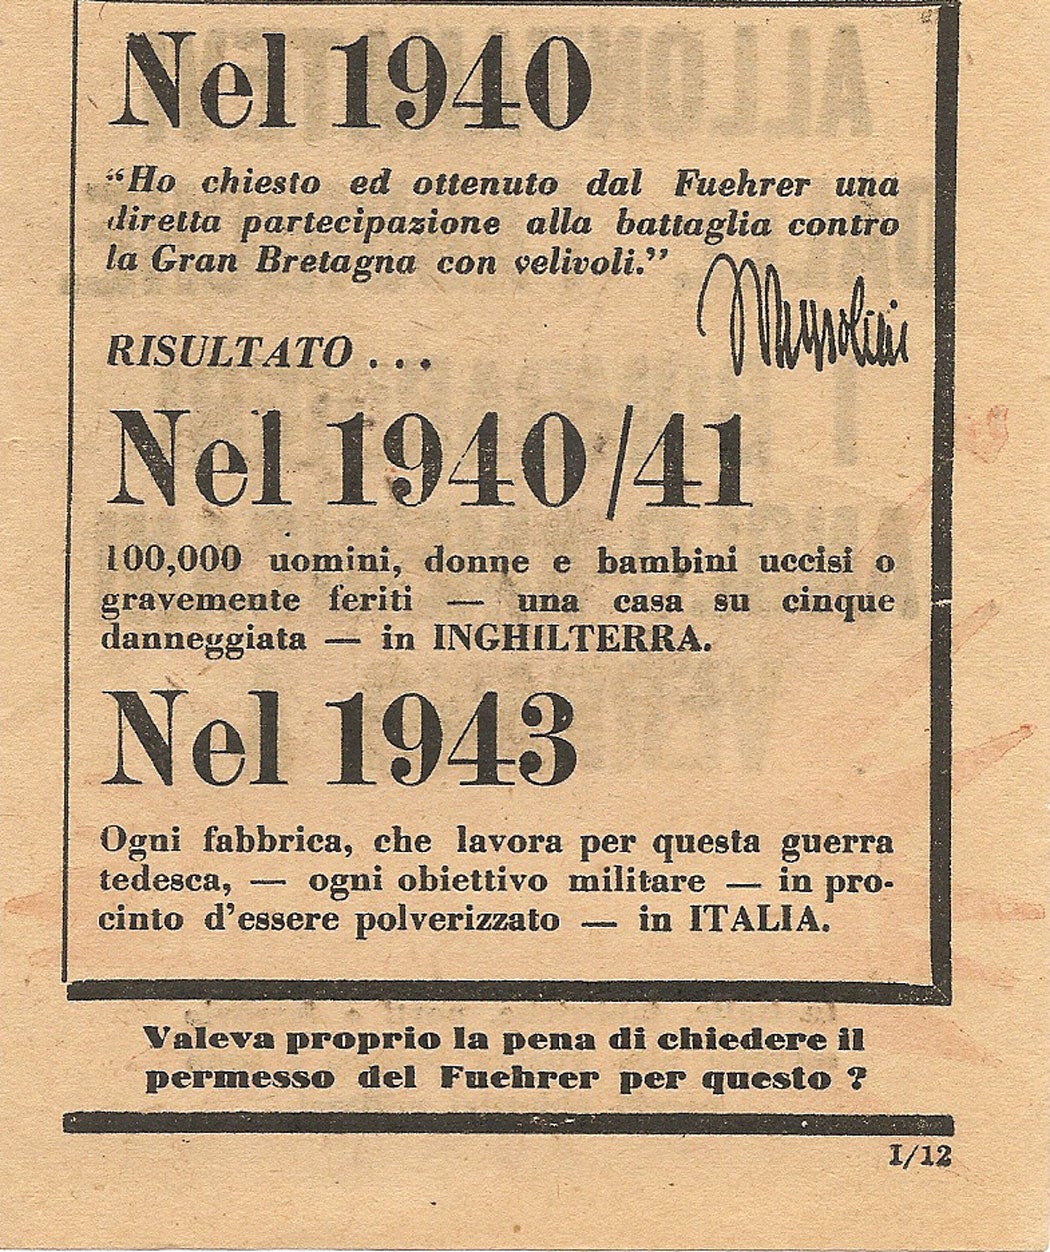 Nel 1940
“Ho chiesto ed ottenuto dal Fuehrer una
diretta partecipazione alla battaglia contro
la Gran Bretagna con velivoli.”
Mussolini
RISULTATO . . .
Nel 1940/41
100,000 uomini, donne e bambini uccisi o
gravemente feriti — una casa su cinque
danneggiata — in INGHILTERRA.
Nel 1943
Ogni fabbrica, che lavora per questa guerra
tedesca, — ogni obiettivo militare — in pro-
cinto d’essere polverizzato — in ITALIA.
Valeva proprio la pena di chiedere il
permesso del Fuehrer per questo ?
I/12